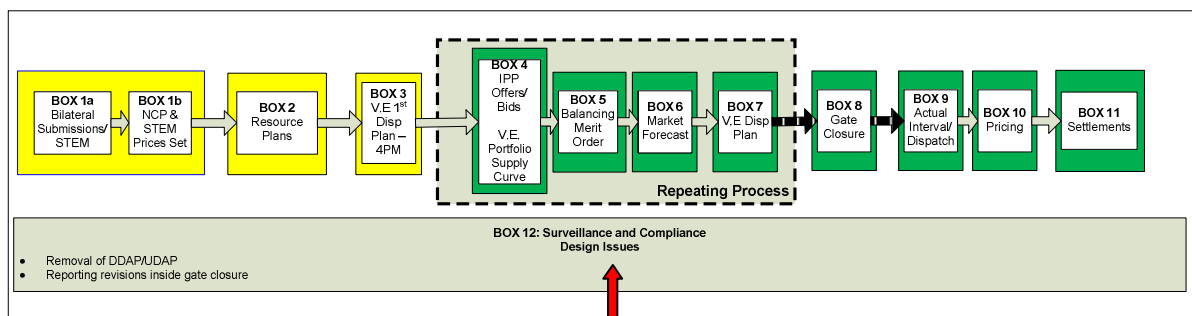 BOX 1a
Bilateral
Submissions/
STEM
BOX 1b
NCP &
STEM
Prices Set
BOX 2
Resource
Plans
BOX 3
V.E 1st
Disp
Plan –
4PM
BOX 4
IPP
Offers/
Bids
V.E.
Portfolio
Supply
Curve
BOX 5
Balancing
Merit
Order
BOX 6
Market
Forecast
BOX 7
V.E Disp
Plan
Repeating Process
BOX 8
Gate
Closure
BOX 9
Actual
Interval/
Dispatch
BOX 10
Pricing
BOX 11
Settlements
BOX 12: Surveillance and Compliance
Design Issues
• Removal of DDAP/UDAP
• Reporting revisions inside gate closure